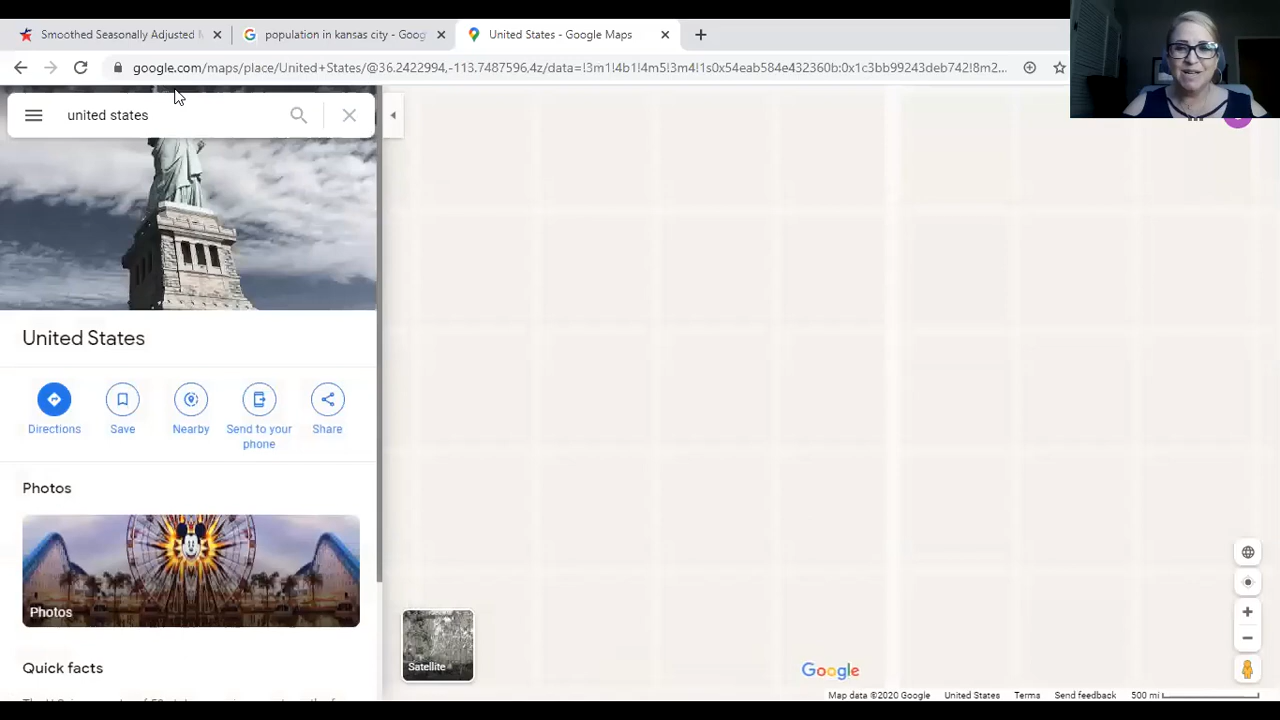 Smoothed Seasonally Adjusted
population in kansas city - Goog
United States - Google Maps
google.com/maps/place/United+States/@36.2422994,-113.7487596,4z/data=!3m1!4b1!4m5!3m4!1s0x54eab584e432360b:0x1c3bb99243deb742!8m2...
united states
United States
Directions
Save
Nearby
Send to your
phone
Share
Photos
Photos
Quick facts
Satellite
Google
Map data ©2020 Google
United States
Terms
Send feedback
500 mi